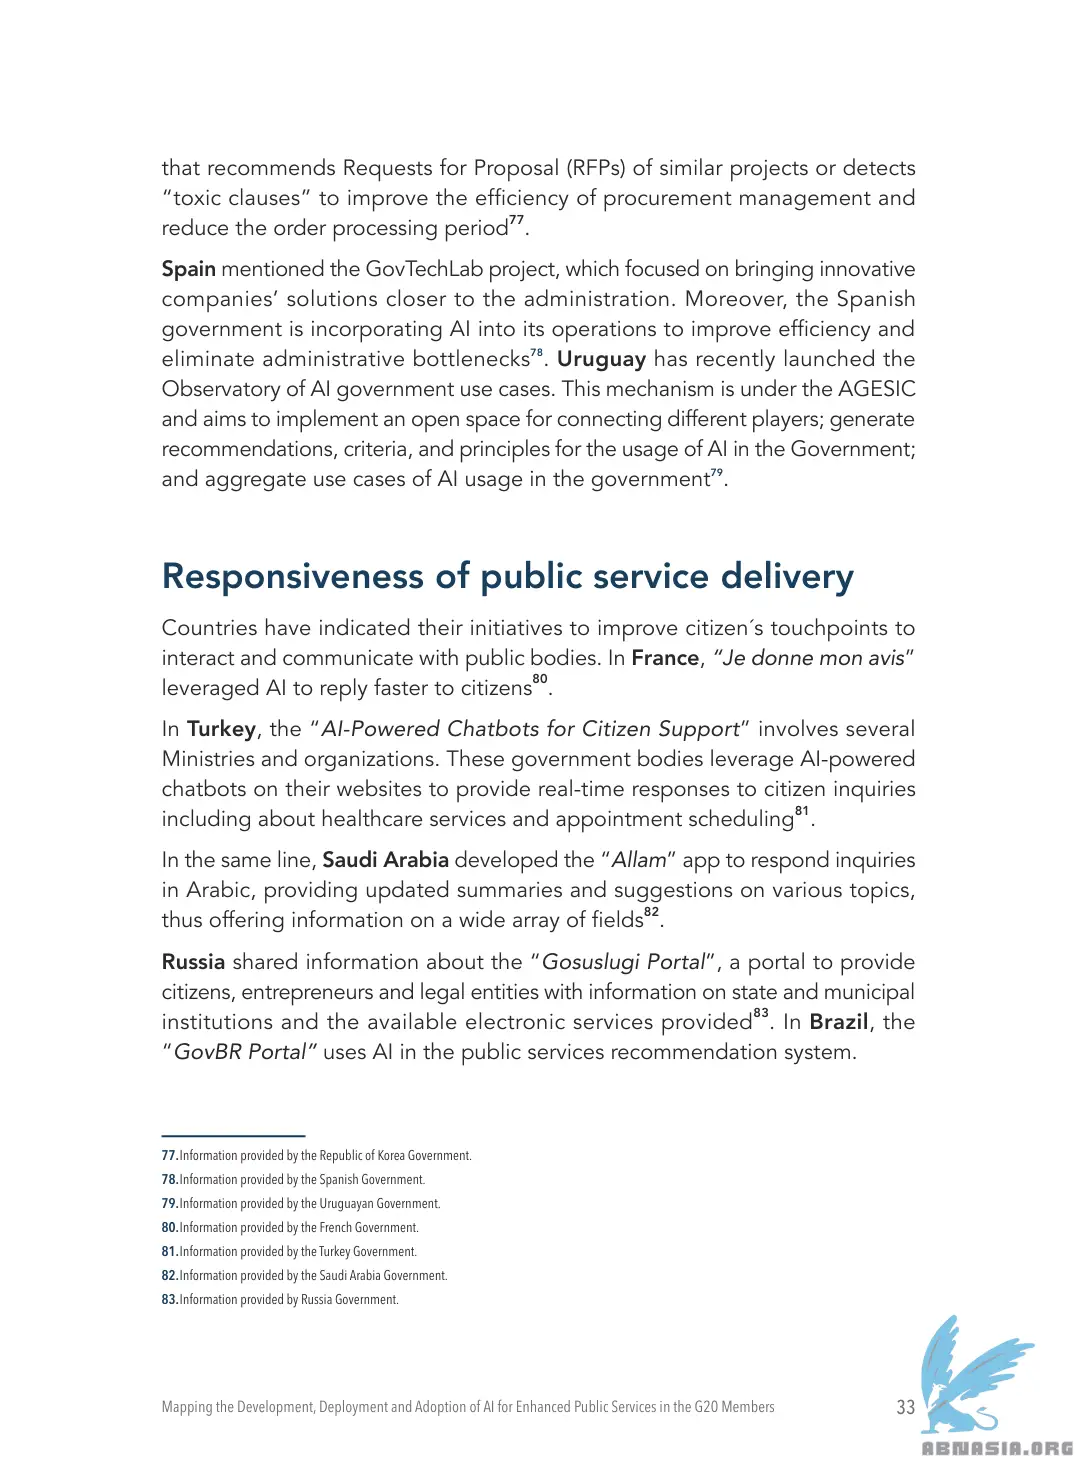 that recommends Requests for Proposal (RFPs) of similar projects or detects
“toxic clauses” to improve the efficiency of procurement management and
reduce the order processing period77.
Spain mentioned the GovTechLab project, which focused on bringing innovative
companies’ solutions closer to the administration. Moreover, the Spanish
government is incorporating AI into its operations to improve efficiency and
eliminate administrative bottlenecks78. Uruguay has recently launched the
Observatory of AI government use cases. This mechanism is under the AGESIC
and aims to implement an open space for connecting different players; generate
recommendations, criteria, and principles for the usage of AI in the Government;
and aggregate use cases of AI usage in the government79.
Responsiveness of public service delivery
Countries have indicated their initiatives to improve citizen´s touchpoints to
interact and communicate with public bodies. In France, “Je donne mon avis”
leveraged AI to reply faster to citizens80.
In Turkey, the “AI-Powered Chatbots for Citizen Support” involves several
Ministries and organizations. These government bodies leverage AI-powered
chatbots on their websites to provide real-time responses to citizen inquiries
including about healthcare services and appointment scheduling81.
In the same line, Saudi Arabia developed the “Allam” app to respond inquiries
in Arabic, providing updated summaries and suggestions on various topics,
thus offering information on a wide array of fields82.
Russia shared information about the “Gosuslugi Portal”, a portal to provide
citizens, entrepreneurs and legal entities with information on state and municipal
institutions and the available electronic services provided83. In Brazil, the
“GovBR Portal” uses AI in the public services recommendation system.
77.Information provided by the Republic of Korea Government.
78.Information provided by the Spanish Government.
79.Information provided by the Uruguayan Government.
80.Information provided by the French Government.
81.Information provided by the Turkey Government.
82.Information provided by the Saudi Arabia Government.
83.Information provided by Russia Government.
Mapping the Development, Deployment and Adoption of AI for Enhanced Public Services in the G20 Members
33
ABNASIA.ORG